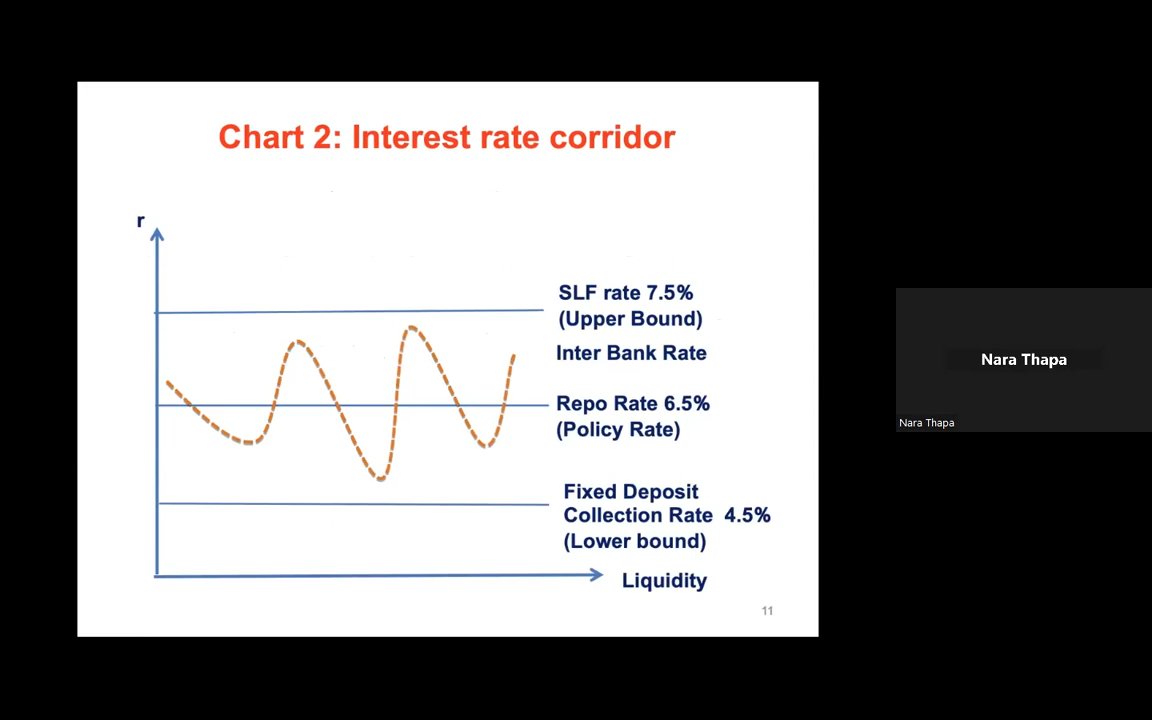 Chart 2: Interest rate corridor
r
SLF rate 7.5%
(Upper Bound)
Inter Bank Rate
Repo Rate 6.5%
(Policy Rate)
Fixed Deposit
Collection Rate 4.5%
(Lower bound)
Liquidity
11
Nara Thapa
Nara Thapa